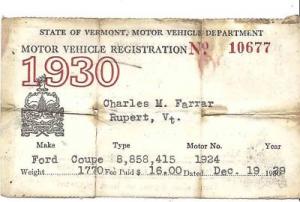 STATE OF VERMONT, MOTOR VEHICLE DEPARTMENT
MOTOR VEHICLE REGISTRATION No 10677
1930
Charles M. Farrar
Rupert, Vt.
Make Type Motor No. Year
Ford Coupe 8,858,415 1924
Weight 1770 Fee Paid $ 16.00 Dated Dec. 19 29